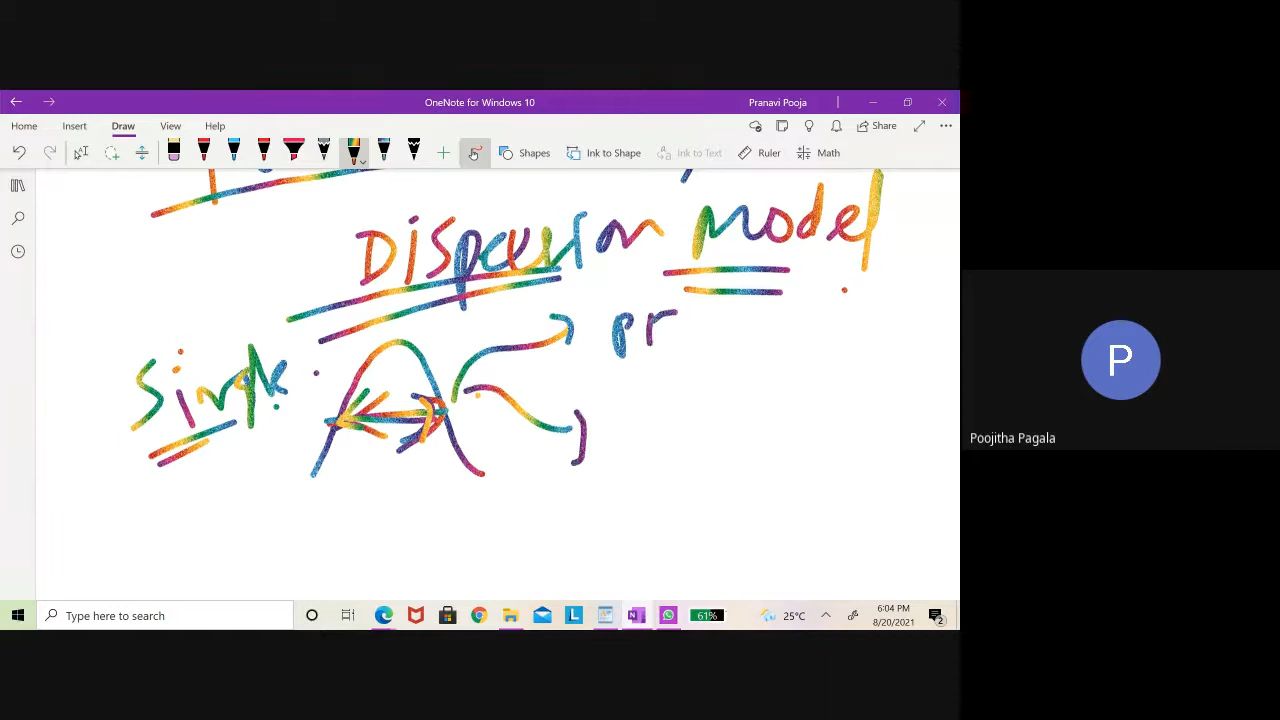 OneNote for Windows 10
Pranavi Pooja
Home Insert Draw View Help
Share
Shapes Ink to Shape Ink to Text Ruler Math
Dispersion Model
Single
pr
P
Poojitha Pagala
Type here to search
61%
25°C
6:04 PM
8/20/2021
2